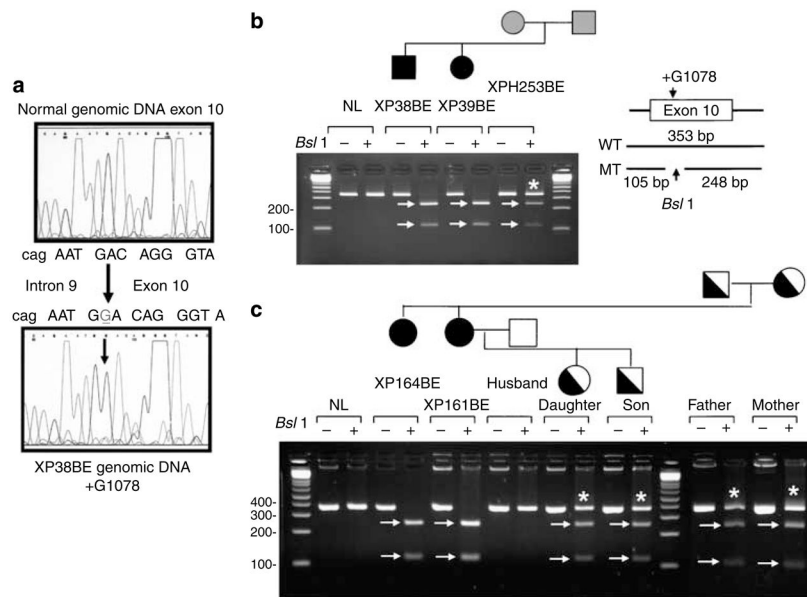 a
Normal genomic DNA exon 10
cag AAT GAC AGG GTA
Intron 9 Exon 10
cag AAT GGA CAG GGT A
XP38BE genomic DNA
+G1078
b
XPH253BE
NL XP38BE XP39BE
Bsl 1 – + – + – + – +
*
200-
100-
+G1078
Exon 10
353 bp
WT
MT
105 bp 248 bp
Bsl 1
c
XP164BE Husband
NL XP161BE Daughter Son Father Mother
Bsl 1 – + – + – + – + – + – + – + – +
* * * *
400-
300-
200-
100-